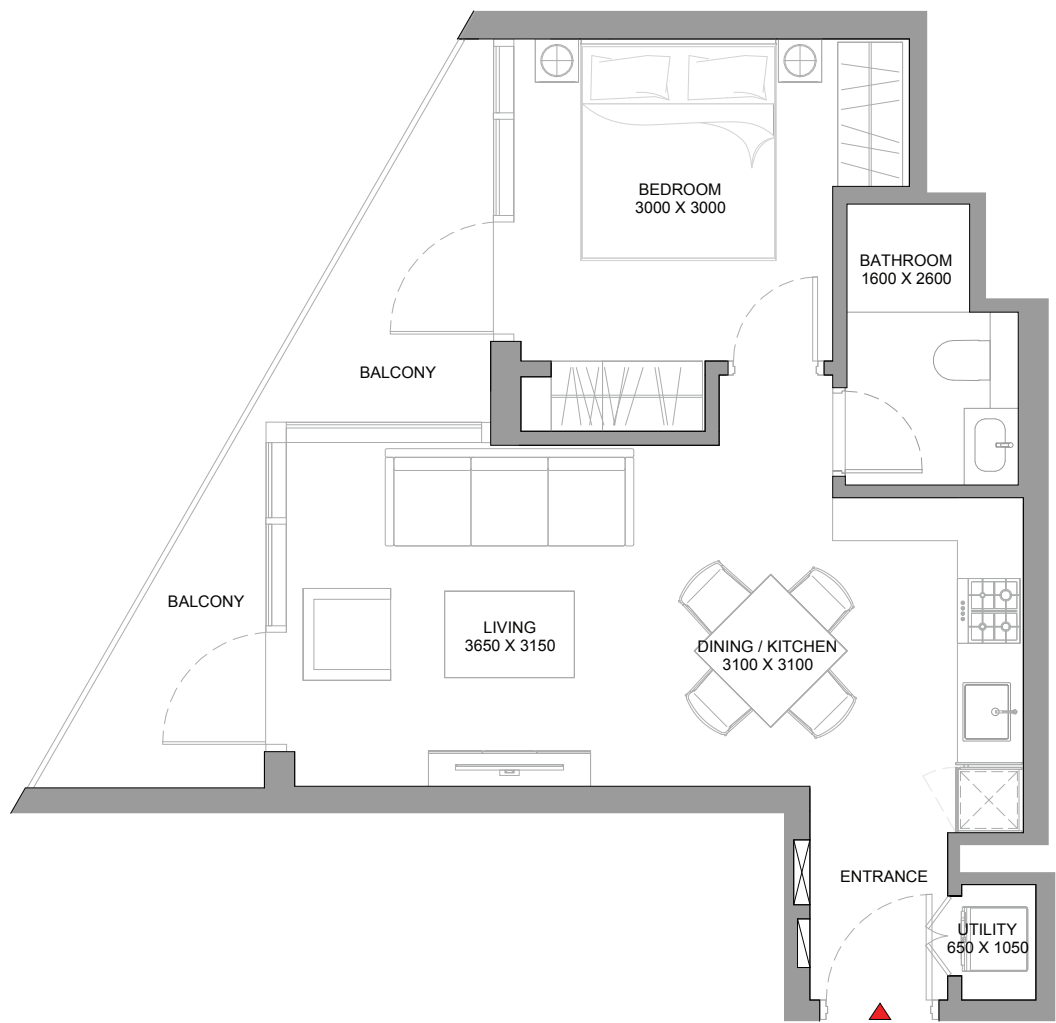 BEDROOM
3000 X 3000
BATHROOM
1600 X 2600
BALCONY
BALCONY
LIVING
3650 X 3150
DINING / KITCHEN
3100 X 3100
ENTRANCE
UTILITY
650 X 1050